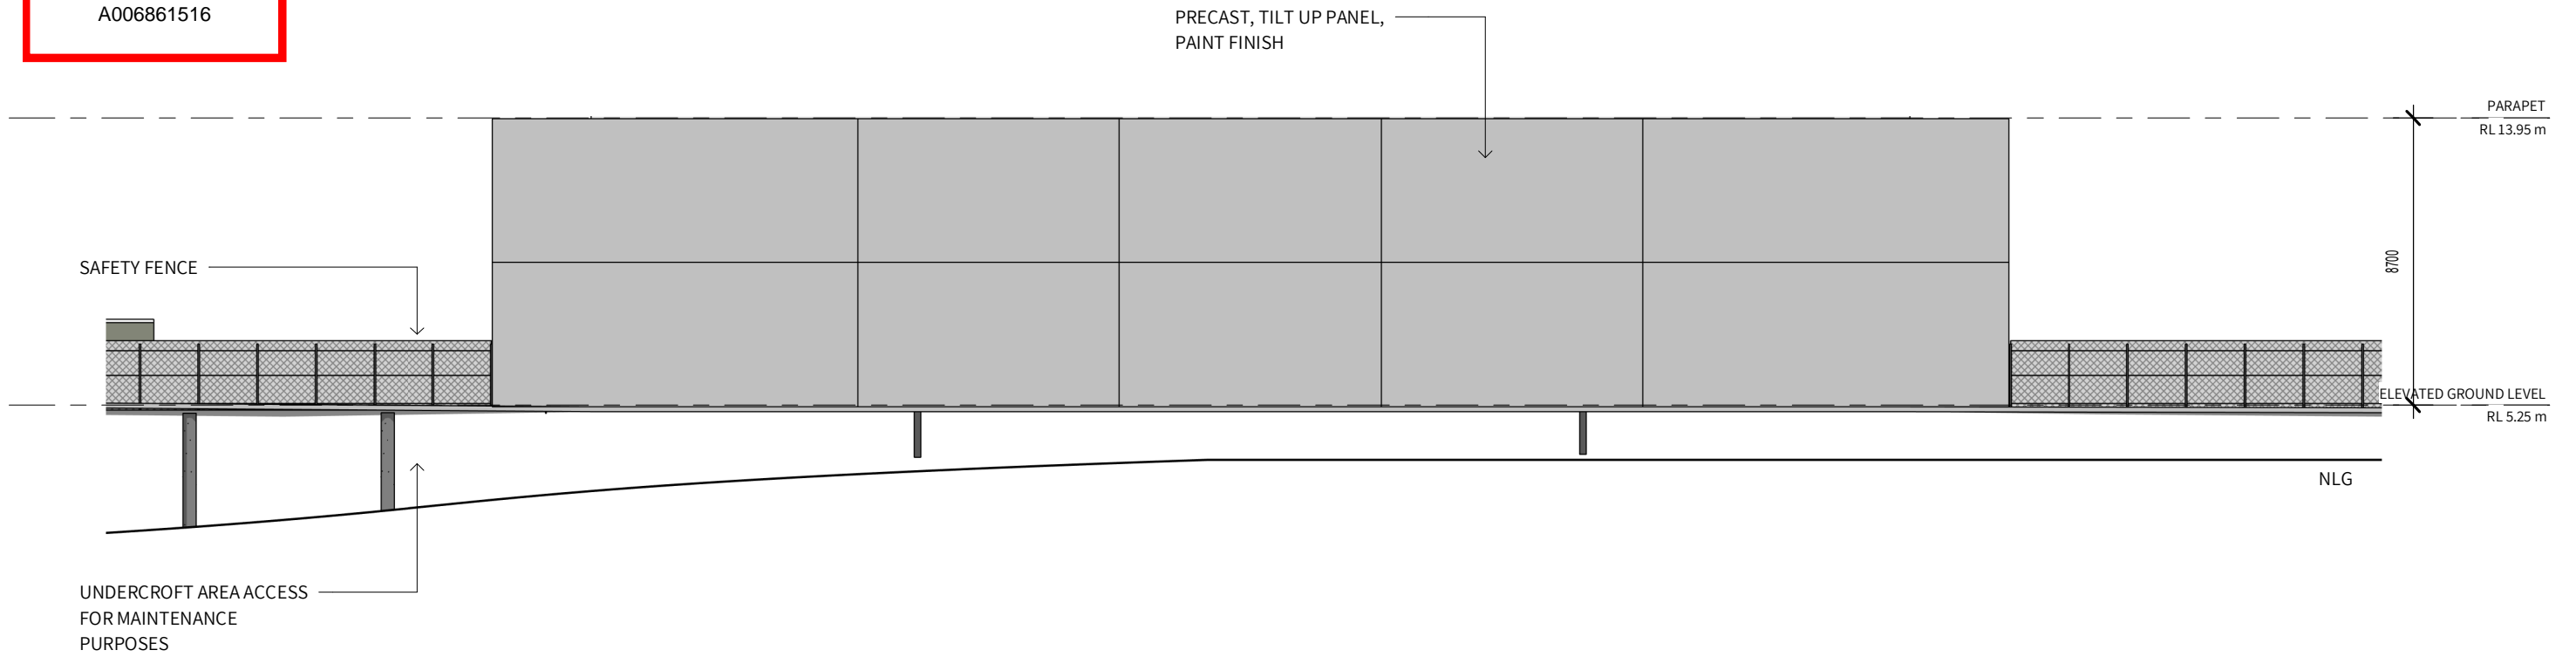 A006861516
PRECAST, TILT UP PANEL,
PAINT FINISH
PARAPET
RL 13.95 m
8700
SAFETY FENCE
ELEVATED GROUND LEVEL
RL 5.25 m
NLG
UNDERCROFT AREA ACCESS
FOR MAINTENANCE
PURPOSES